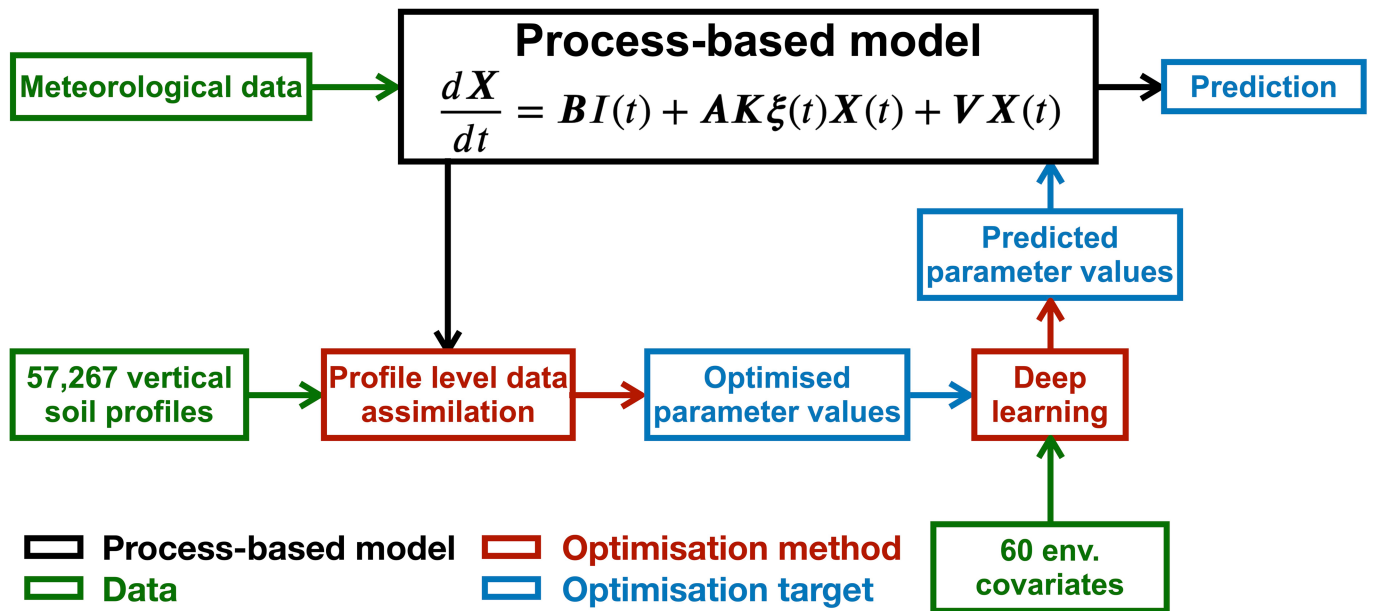 Process-based model
Meteorological data
dX/dt = BI(t) + AKξ(t)X(t) + VX(t)
Prediction
Predicted
parameter values
57,267 vertical
soil profiles
Profile level data
assimilation
Optimised
parameter values
Deep
learning
60 env.
covariates
Process-based model
Optimisation method
Data
Optimisation target